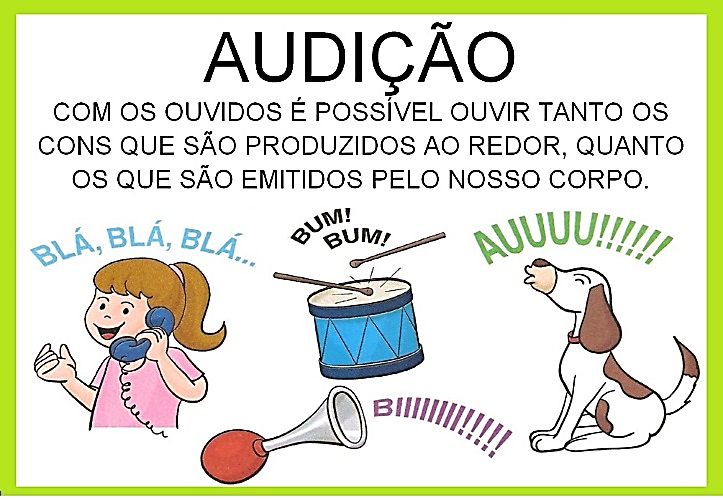 AUDIÇÃO
COM OS OUVIDOS É POSSÍVEL OUVIR TANTO OS
CONS QUE SÃO PRODUZIDOS AO REDOR, QUANTO
OS QUE SÃO EMITIDOS PELO NOSSO CORPO.
BLÁ, BLÁ, BLÁ...
BUM!
BUM!
AUUUU!!!!!!
BIIIIIIII!!!!!